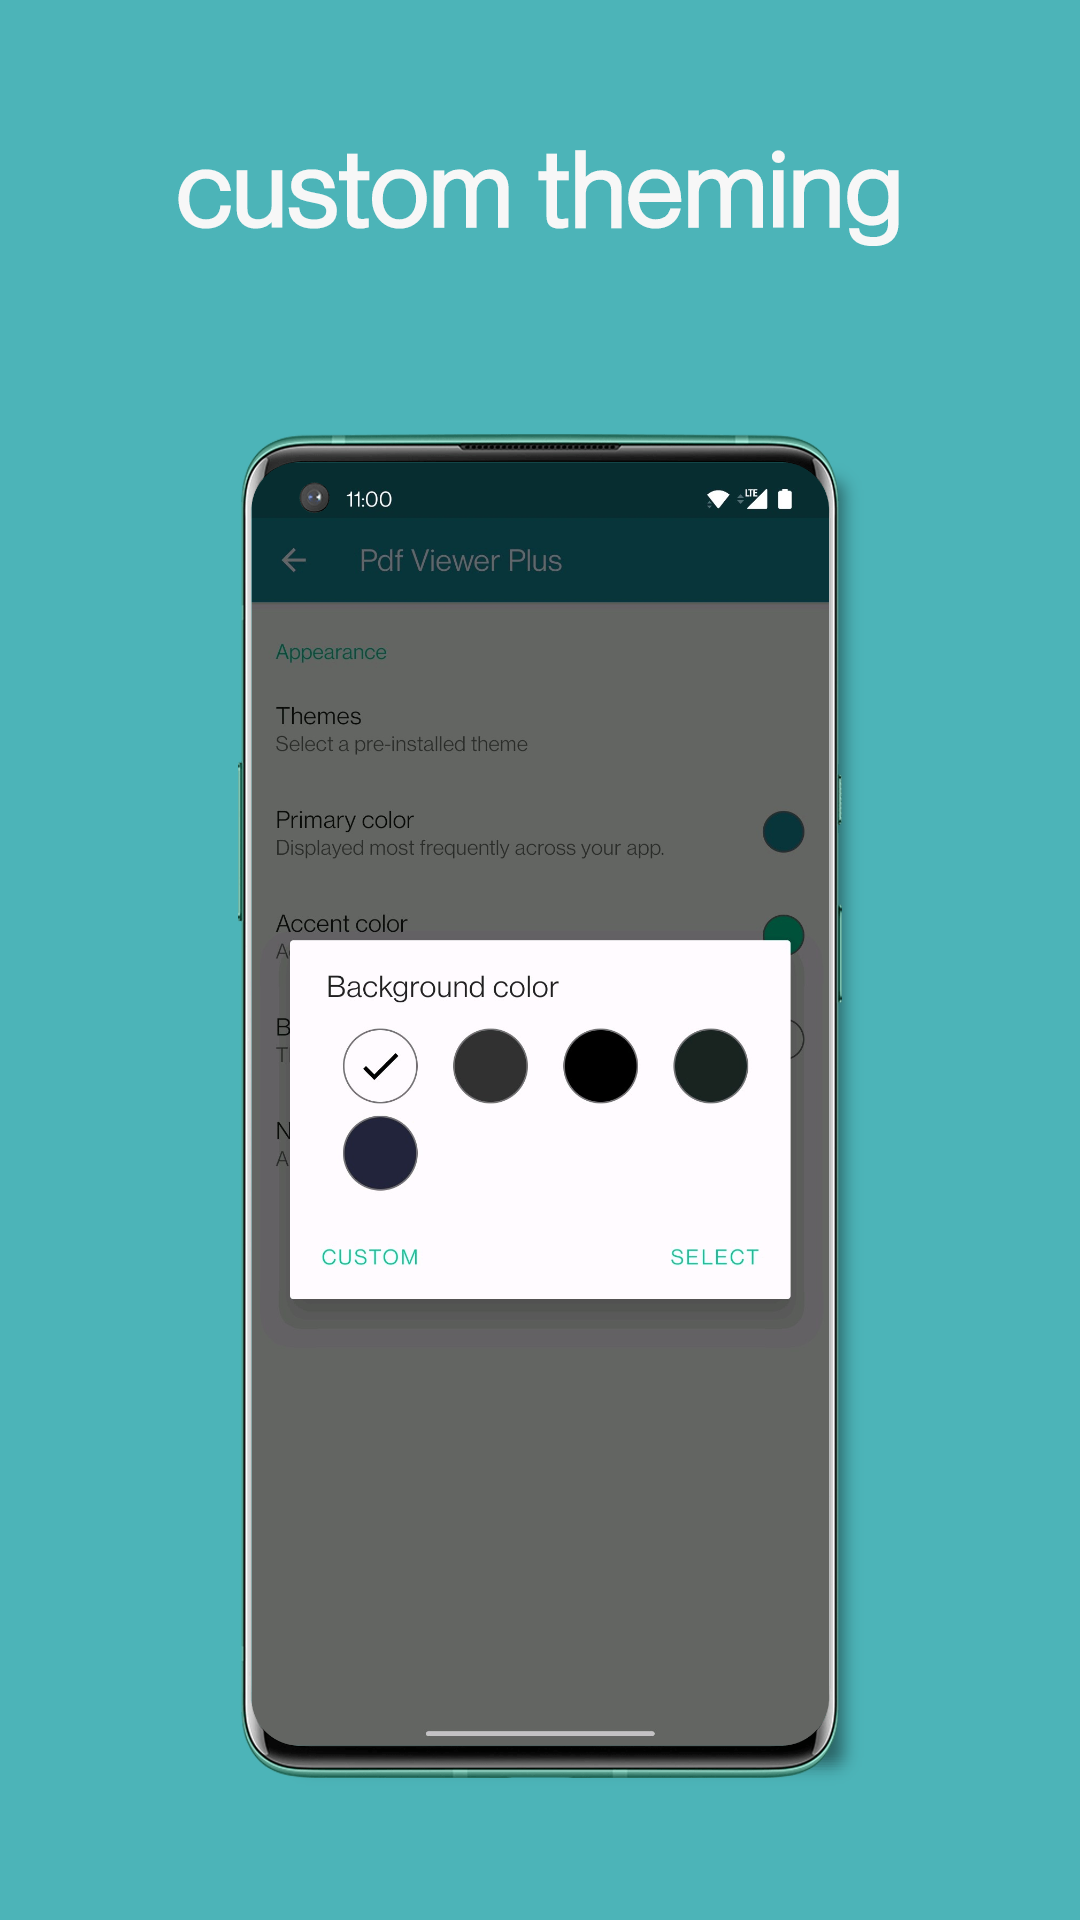 custom theming
11:00
LTE
Pdf Viewer Plus
Appearance
Themes
Select a pre-installed theme
Primary color
Displayed most frequently across your app.
Accent color
Background color
CUSTOM
SELECT